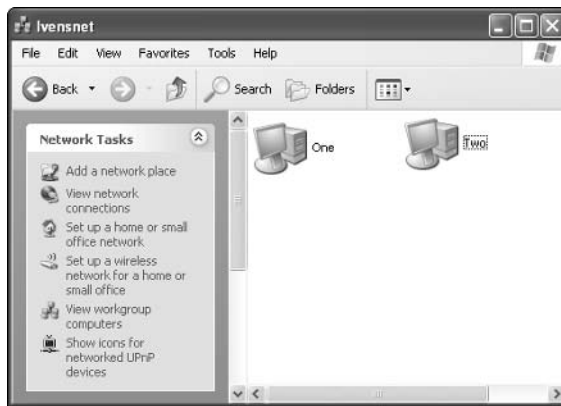 Ivensnet
File Edit View Favorites Tools Help
Back Search Folders
Network Tasks
Add a network place
View network
connections
Set up a home or small
office network
Set up a wireless
network for a home or
small office
View workgroup
computers
Show icons for
networked UPnP
devices
One
Two